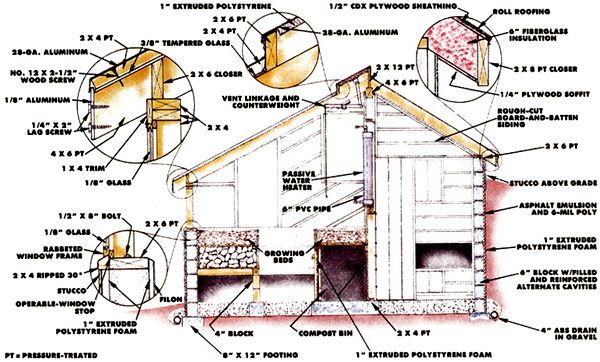 1" EXTRUDED POLYSTYRENE
2 X 6 PT
2 X 4 PT
28-GA. ALUMINUM
1/2" CDX PLYWOOD SHEATHING
ROLL ROOFING
6" FIBERGLASS
INSULATION
2 X 8 PT CLOSER
1/4" PLYWOOD SOFFIT
2 X 4 PT
28-GA. ALUMINUM
3/8" TEMPERED GLASS
NO. 12 X 2-1/2"
WOOD SCREW
2 X 6 CLOSER
1/8" ALUMINUM
1/4" X 2"
LAG SCREW
2 X 4
4 X 6 PT
1 X 4 TRIM
1/8" GLASS
2 X 12 PT
4 X 6 PT
VENT LINKAGE AND
COUNTERWEIGHT
ROUGH-CUT
BOARD-AND-BATTEN
SIDING
2 X 6 PT
PASSIVE
WATER
HEATER
6" PVC PIPE
STUCCO ABOVE GRADE
ASPHALT EMULSION
AND 6-MIL POLY
1" EXTRUDED
POLYSTYRENE FOAM
6" BLOCK W/FILLED
AND REINFORCED
ALTERNATE CAVITIES
4" ABS DRAIN
IN GRAVEL
1/2" X 8" BOLT
2 X 6 PT
1/8" GLASS
RABBETED
WINDOW FRAME
2 X 4 RIPPED 30°
STUCCO
OPERABLE-WINDOW
STOP
FILON
1" EXTRUDED
POLYSTYRENE FOAM
GROWING
BEDS
4" BLOCK
COMPOST BIN
2 X 4 PT
8" X 12" FOOTING
1" EXTRUDED POLYSTYRENE FOAM
PT = PRESSURE-TREATED